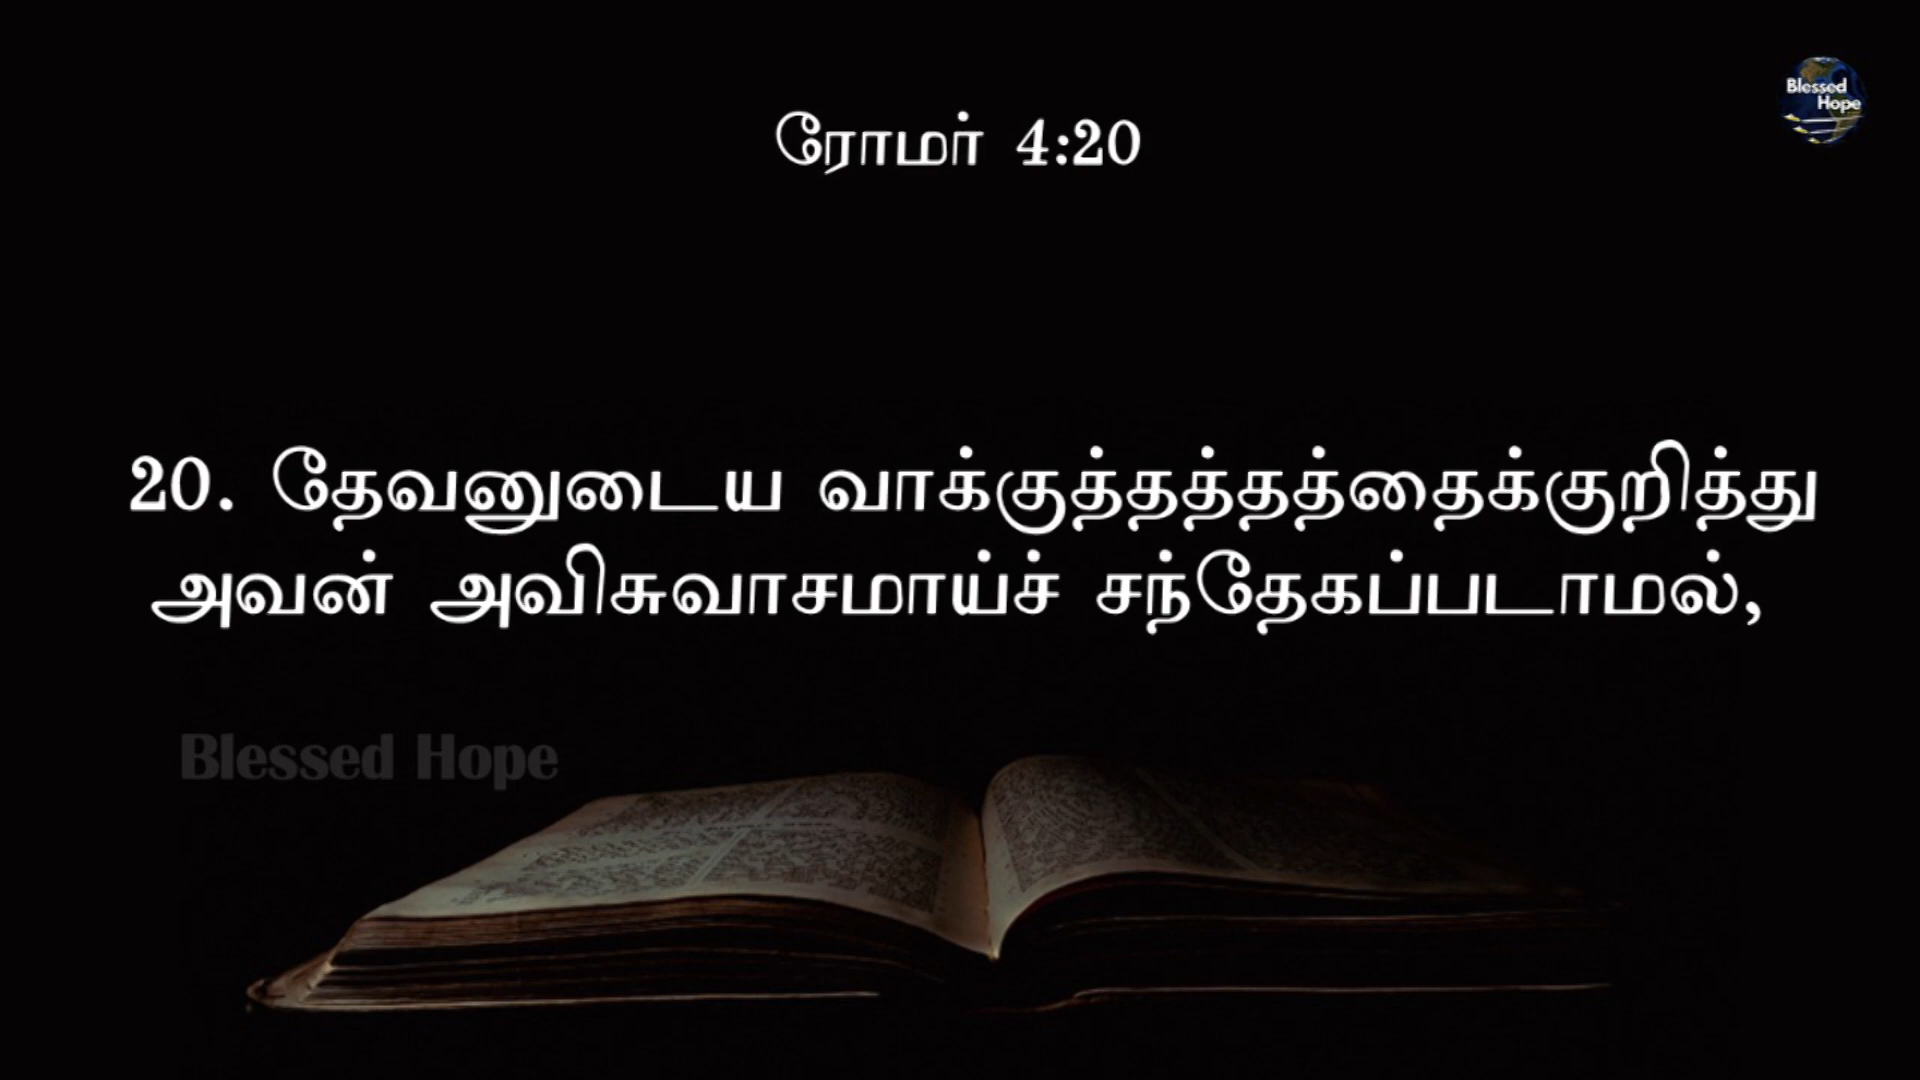 Blessed
Hope
ரோமர் 4:20
20. தேவனுடைய வாக்குத்தத்தத்தைக்குறித்து
அவன் அவிசுவாசமாய்ச் சந்தேகப்படாமல்,
Blessed Hope